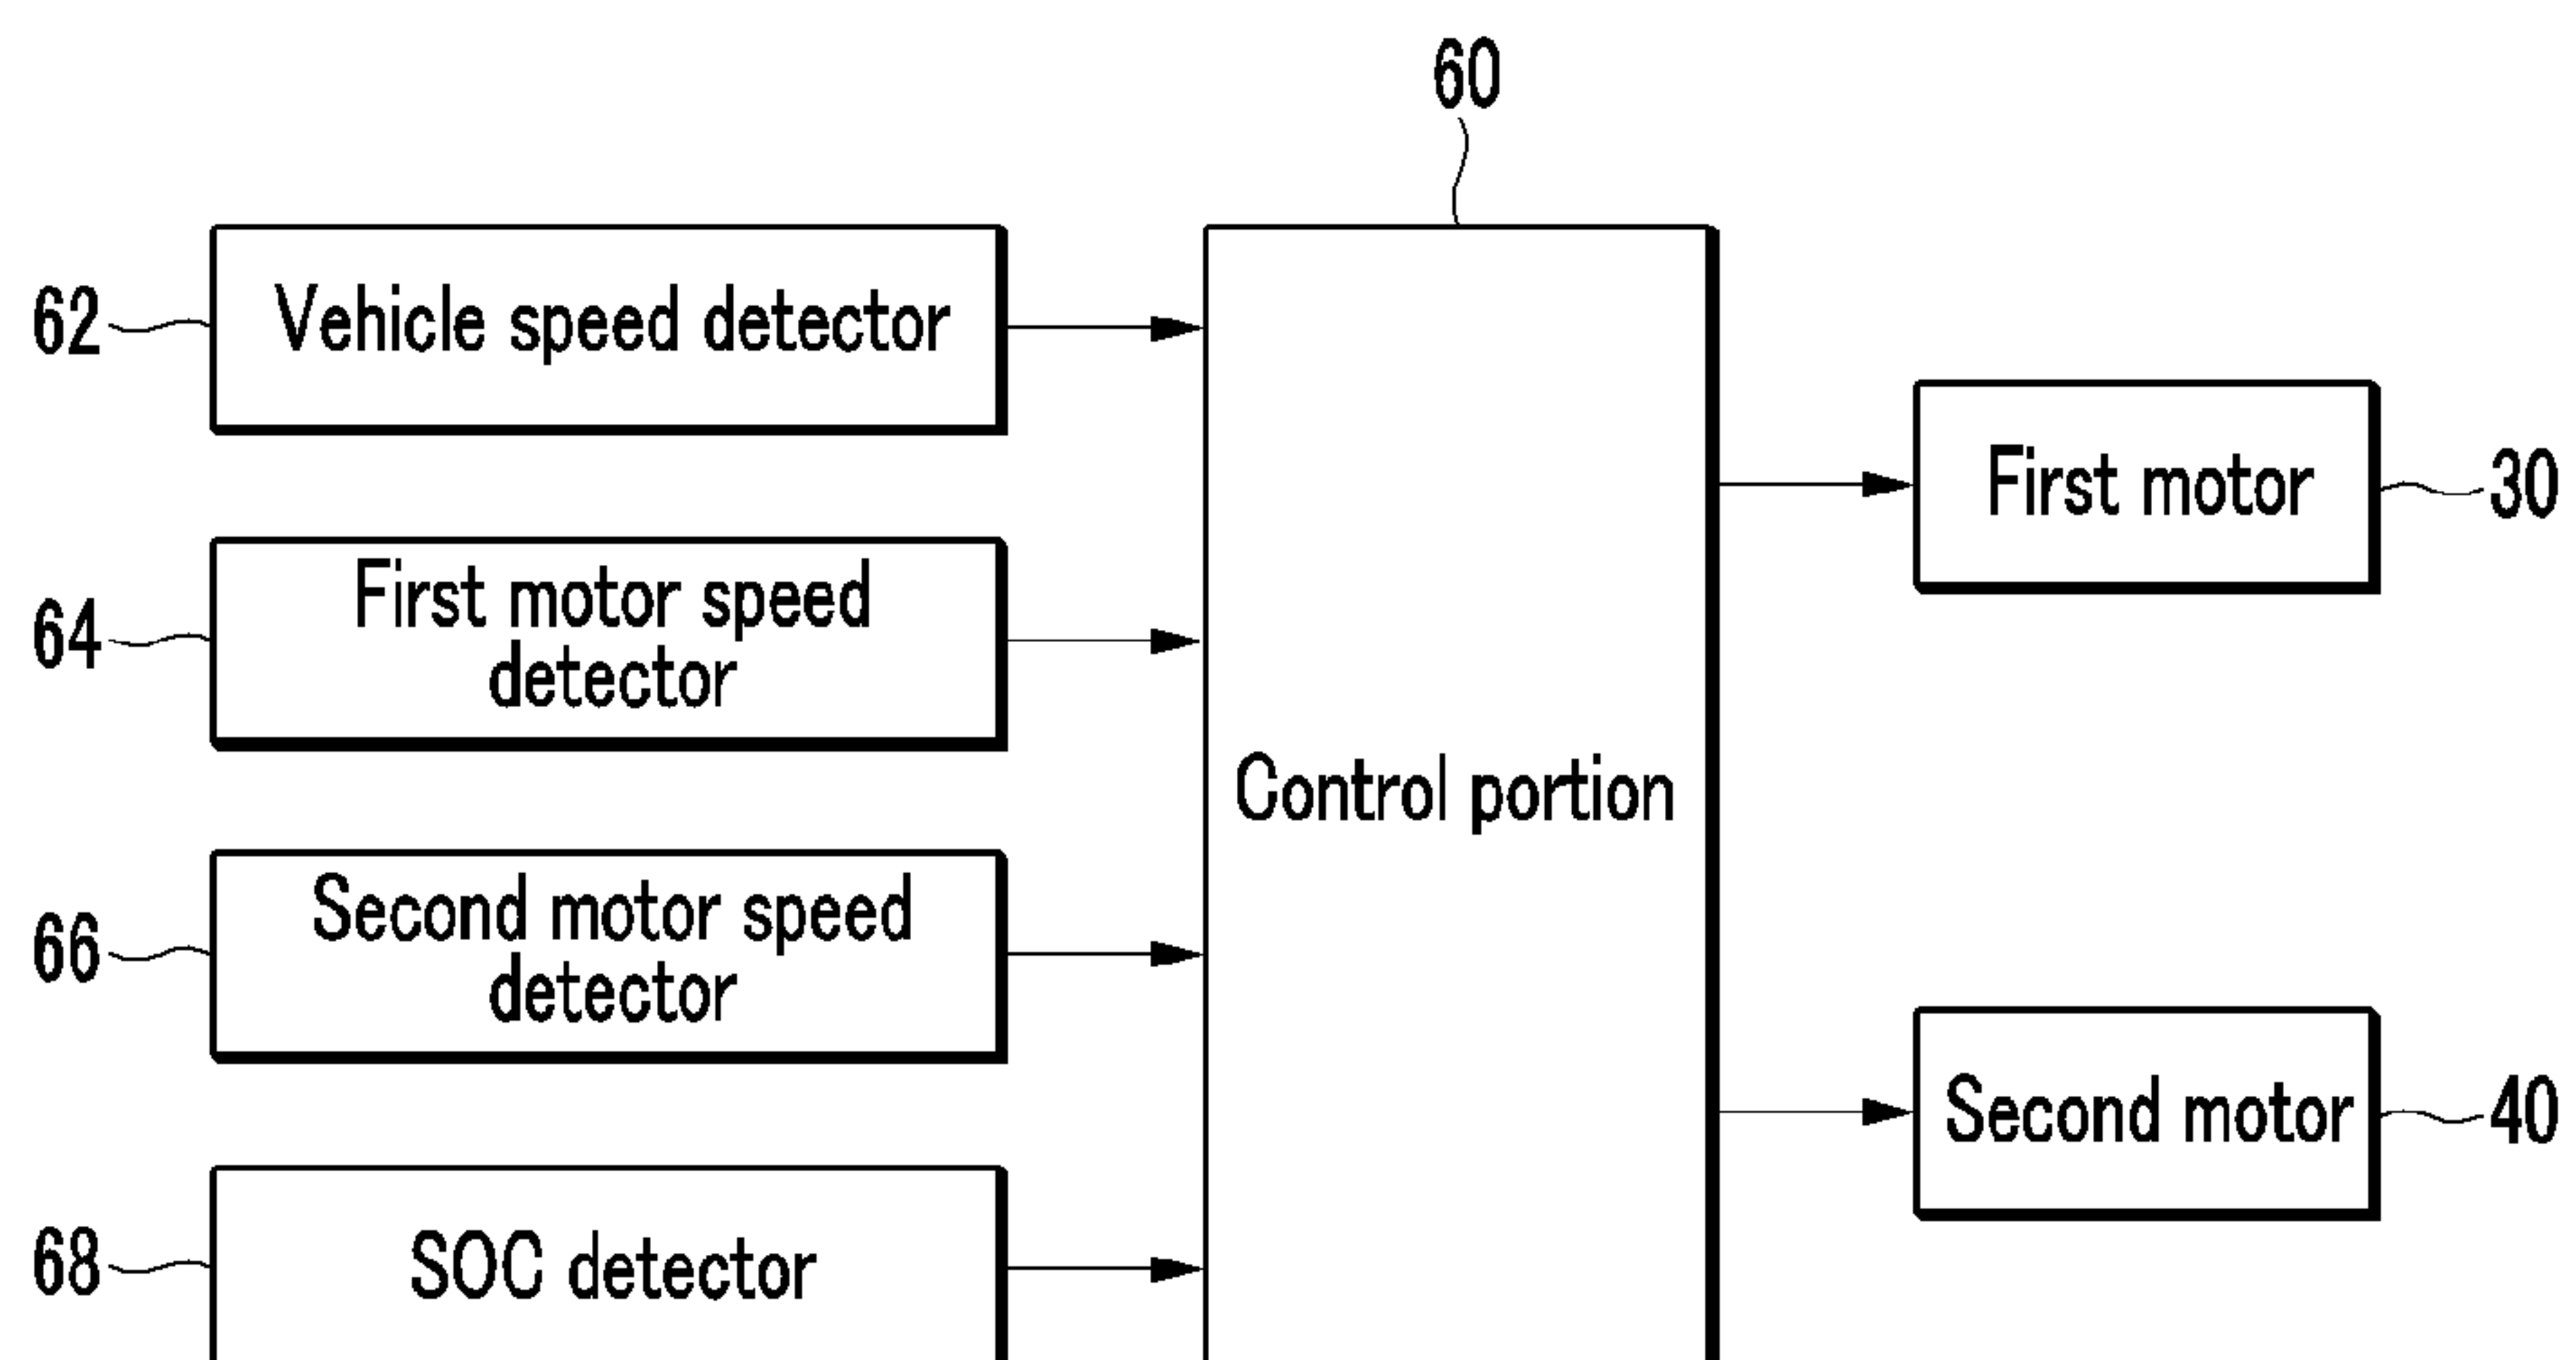 60
62
Vehicle speed detector
First motor
30
64
First motor speed
detector
Control portion
66
Second motor speed
detector
Second motor
40
68
SOC detector